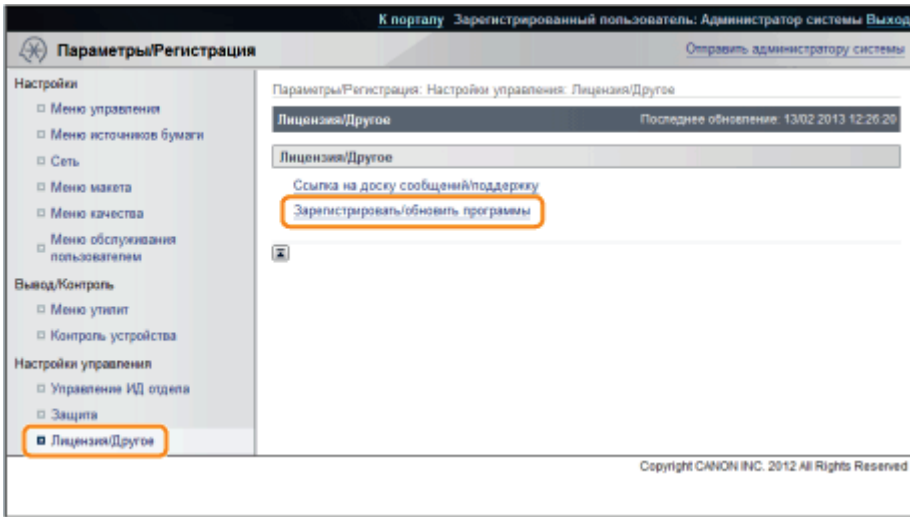 К порталу Зарегистрированный пользователь: Администратор системы Выход
Параметры/Регистрация
Отправить администратору системы
Настройки
Меню управления
Меню источников бумаги
Сеть
Меню макета
Меню качества
Меню обслуживания
пользователем
Вывод/Контроль
Меню утилит
Контроль устройства
Настройки управления
Управление ИД отдела
Защита
Лицензия/Другое
Параметры/Регистрация: Настройки управления: Лицензия/Другое
Лицензия/Другое
Последнее обновление: 13/02 2013 12:26:20
Лицензия/Другое
Ссылка на доску сообщений/поддержку
Зарегистрировать/обновить программы
Copyright CANON INC. 2012 All Rights Reserved